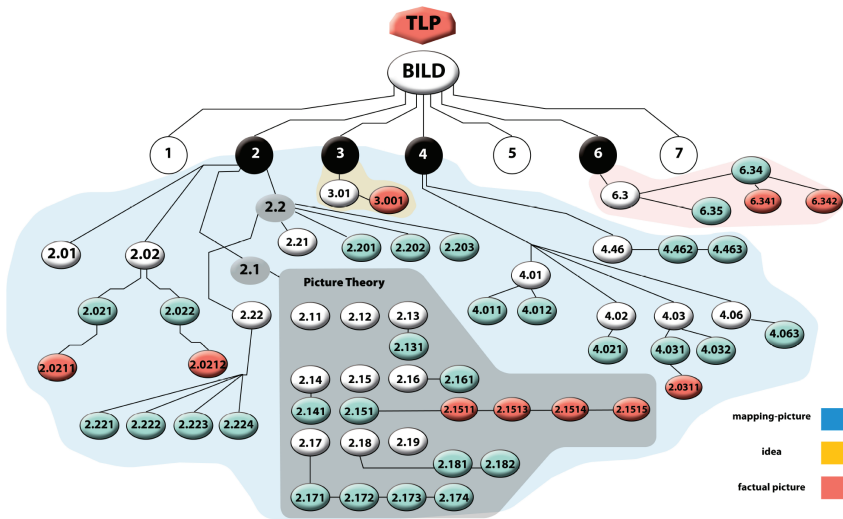 TLP
BILD
1 2 3 4 5 6 7
3.01 3.001
6.3 6.34
6.35 6.341 6.342
2.2
2.01 2.02 2.21 2.201 2.202 2.203
4.46 4.462 4.463
2.1
4.01
Picture Theory
2.021 2.022 2.22
2.11 2.12 2.13
4.011 4.012 4.02 4.03 4.06
2.131
4.021 4.031 4.032 4.063
2.0211 2.0212
2.14 2.15 2.16 2.161
2.0311
2.141 2.151 2.1511 2.1513 2.1514 2.1515
2.221 2.222 2.223 2.224
2.17 2.18 2.19
2.181 2.182
2.171 2.172 2.173 2.174
mapping-picture
idea
factual picture